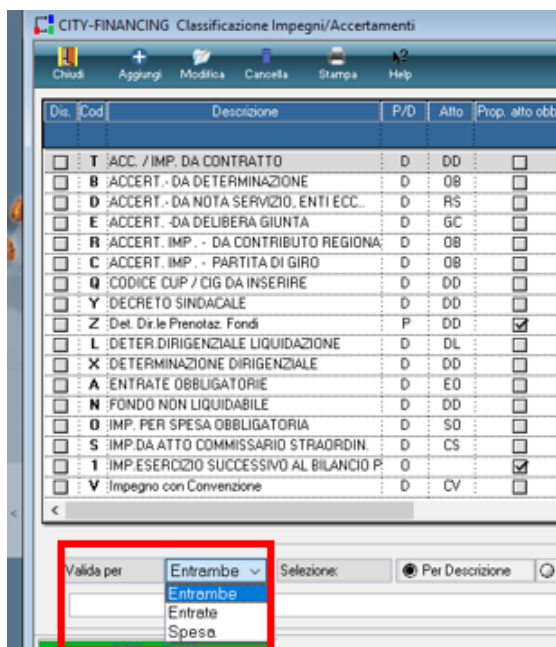 CITY-FINANCING Classificazione Impegni/Accertamenti
Chiudi Aggiungi Modifica Cancella Stampa Help
Dis. Cod Descrizione P/D Atto Prop. atto obb
T ACC. / IMP. DA CONTRATTO D DD
B ACCERT.- DA DETERMINAZIONE D OB
D ACCERT.- DA NOTA SERVIZIO, ENTI ECC.. D RS
E ACCERT. -DA DELIBERA GIUNTA D GC
R ACCERT. IMP . - DA CONTRIBUTO REGIONA D OB
C ACCERT. IMP . - PARTITA DI GIRO D OB
Q CODICE CUP / CIG DA INSERIRE D DD
Y DECRETO SINDACALE D DD
Z Det. Dir.le Prenotaz. Fondi P DD
L DETER.DIRIGENZIALE LIQUIDAZIONE D DL
X DETERMINAZIONE DIRIGENZIALE D DD
A ENTRATE OBBLIGATORIE D EO
N FONDO NON LIQUIDABILE D DD
O IMP. PER SPESA OBBLIGATORIA D SO
S IMP.DA ATTO COMMISSARIO STRAORDIN. D CS
1 IMP.ESERCIZIO SUCCESSIVO AL BILANCIO P O
V Impegno con Convenzione D CV
Valida per Entrambe Selezione: Per Descrizione
Entrambe
Entrate
Spesa